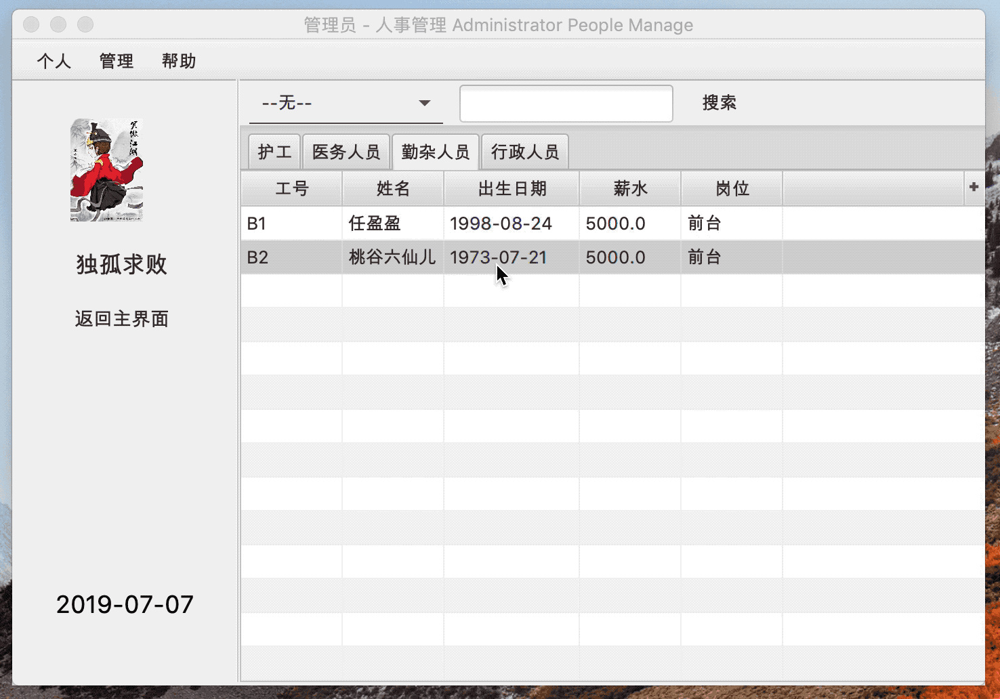 管理员 - 人事管理 Administrator People Manage
个人 管理 帮助
--无-- 搜索
护工 医务人员 勤杂人员 行政人员
工号 姓名 出生日期 薪水 岗位 +
B1 任盈盈 1998-08-24 5000.0 前台
B2 桃谷六仙儿 1973-07-21 5000.0 前台
笑傲江湖
独孤求败
返回主界面
2019-07-07